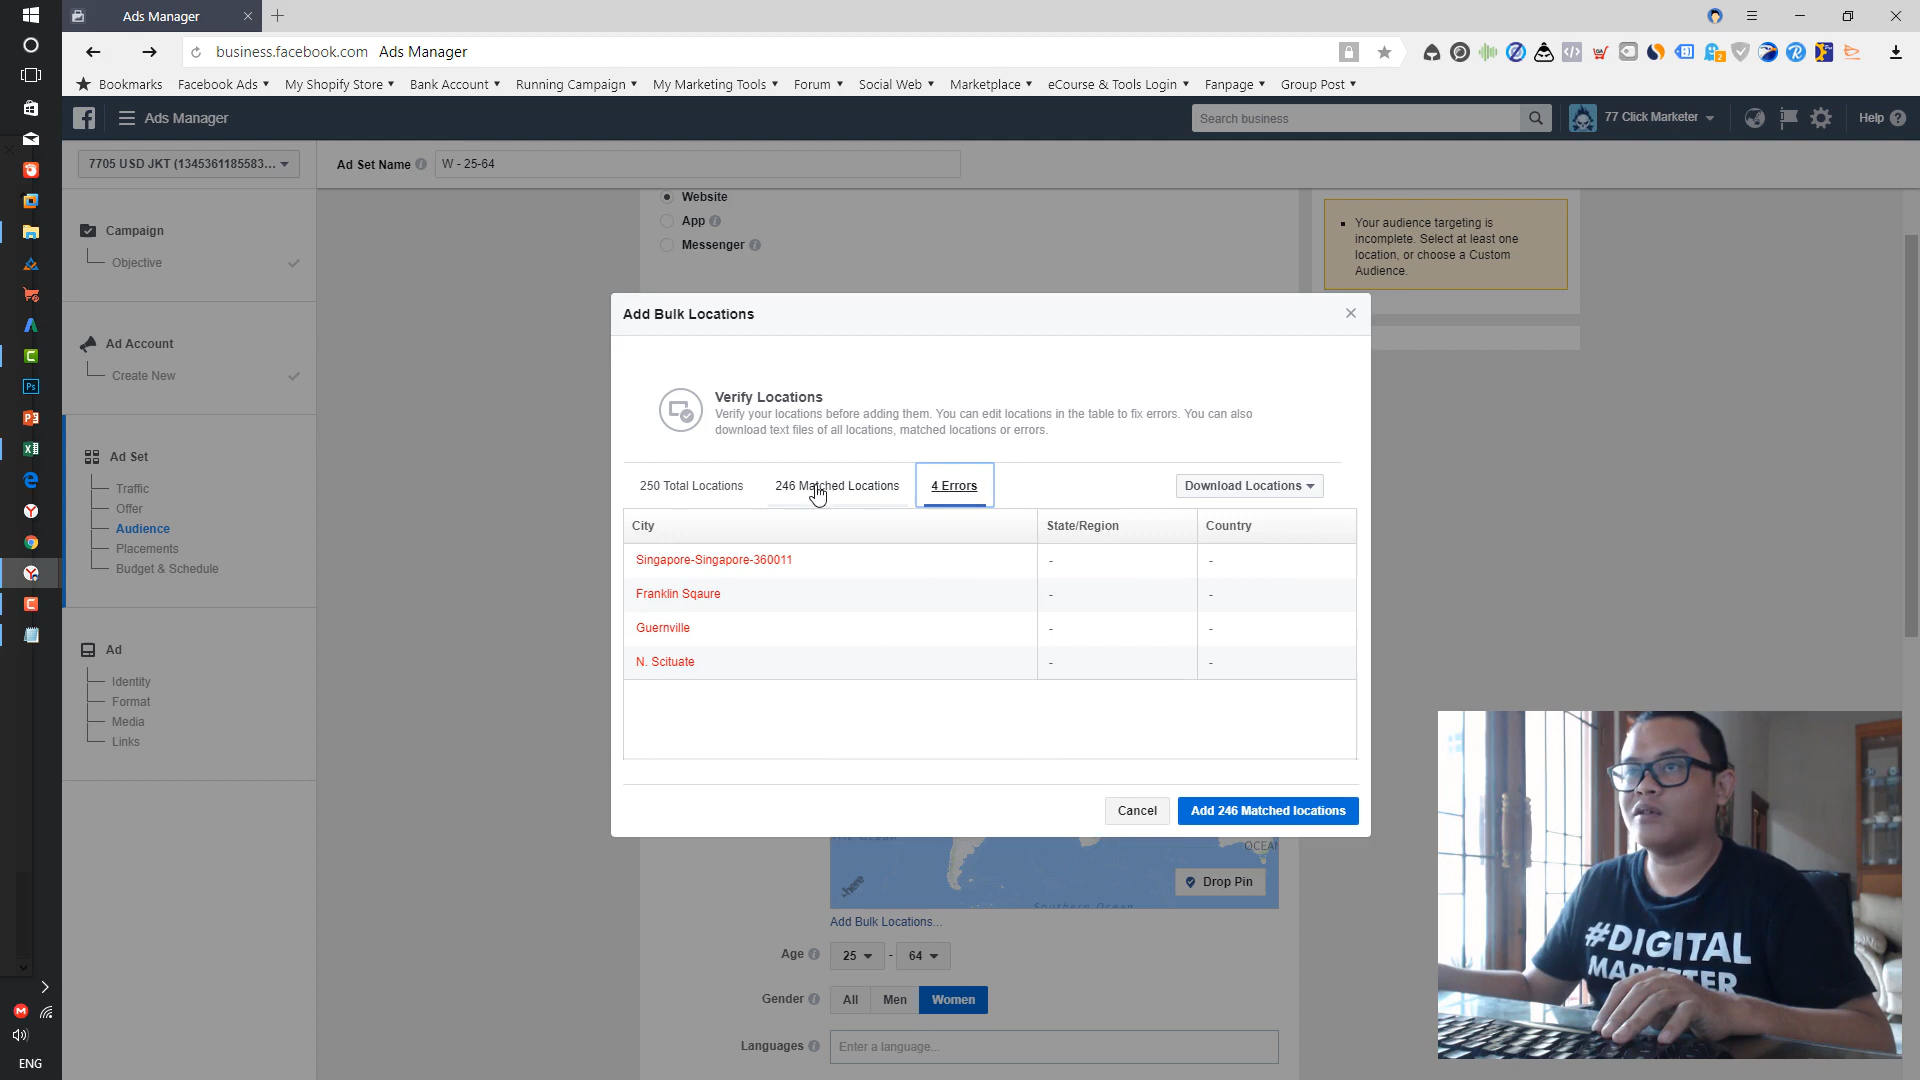 Ads Manager
business.facebook.com Ads Manager
Bookmarks Facebook Ads My Shopify Store Bank Account Running Campaign My Marketing Tools Forum Social Web Marketplace eCourse & Tools Login Fanpage Group Post
Ads Manager
Search business
77 Click Marketer
Help
7705 USD JKT (1345361185583...
Ad Set Name
W - 25-64
Campaign
Objective
Ad Account
Create New
Ad Set
Traffic
Offer
Audience
Placements
Budget & Schedule
Ad
Identity
Format
Media
Links
Website
App
Messenger
Your audience targeting is
incomplete. Select at least one
location, or choose a Custom
Audience.
Add Bulk Locations
Verify Locations
Verify your locations before adding them. You can edit locations in the table to fix errors. You can also
download text files of all locations, matched locations or errors.
250 Total Locations
246 Matched Locations
4 Errors
Download Locations
City State/Region Country
Singapore-Singapore-360011 - -
Franklin Sqaure - -
Guernville - -
N. Scituate - -
Cancel
Add 246 Matched locations
OCEAN
here
Drop Pin
Southern Ocean
Add Bulk Locations...
Age 25 - 64
Gender All Men Women
Languages Enter a language...
ENG
#DIGITAL
MARKETER